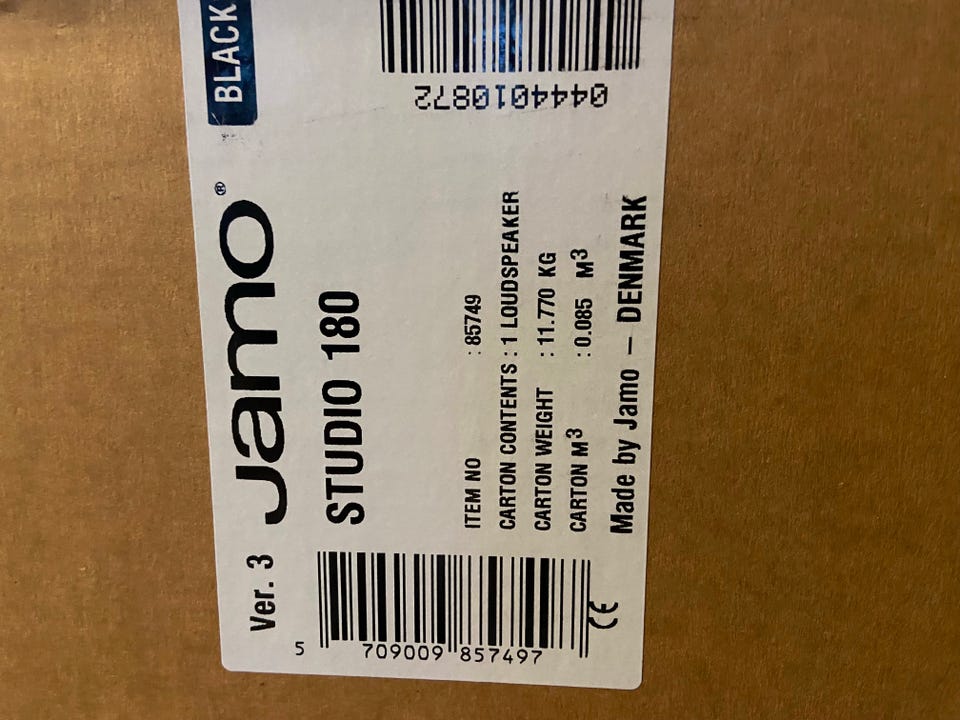 Ver. 3 Jamo® BLACK
STUDIO 180
ITEM NO : 85749
CARTON CONTENTS : 1 LOUDSPEAKER
CARTON WEIGHT : 11.770 KG
CARTON M³ : 0.085 M³
Made by Jamo – DENMARK
5 709009 857497
CE
0444010872